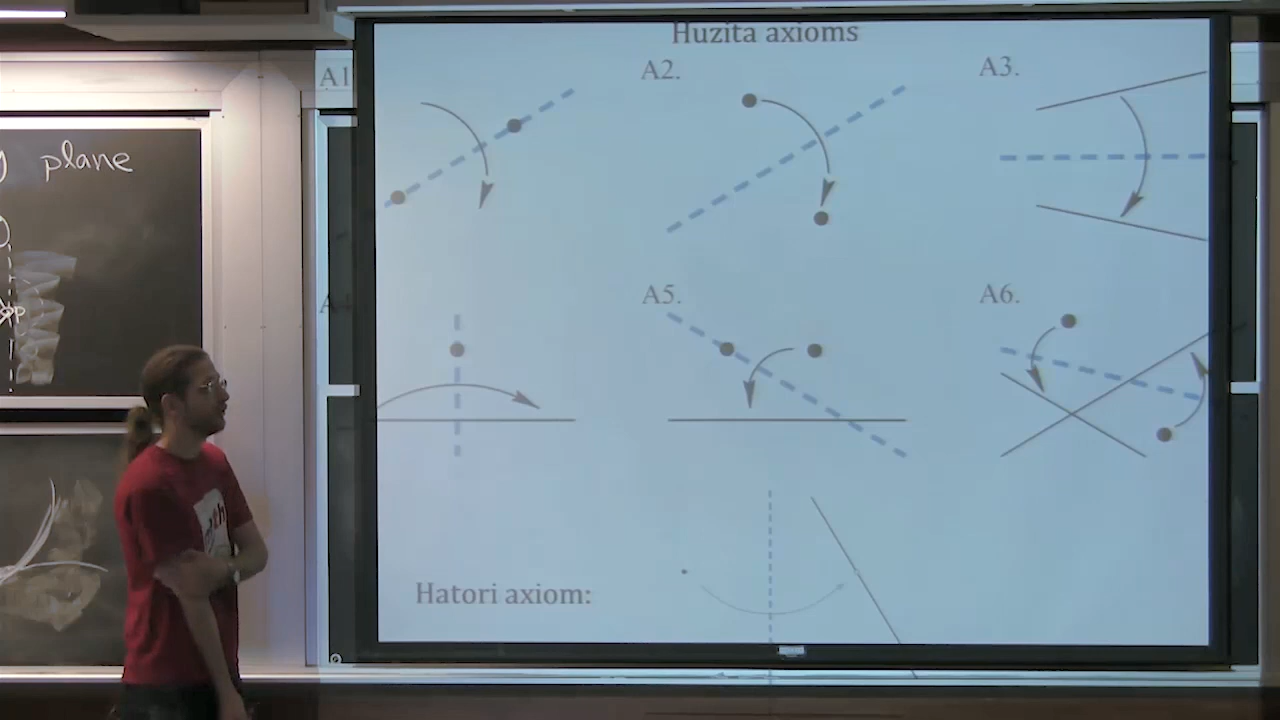 Huzita axioms
A1
A2.
A3.
plane
A5.
A6.
Hatori axiom: